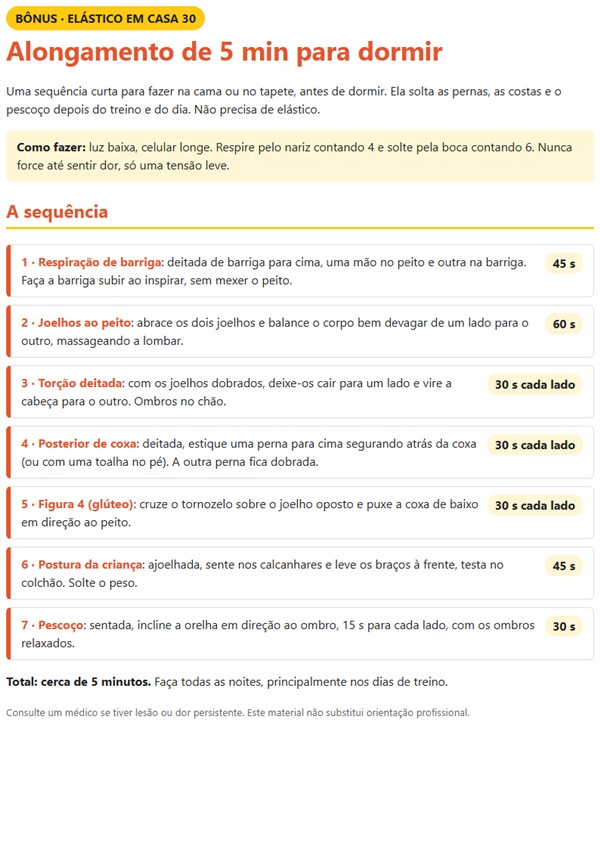 BÔNUS · ELÁSTICO EM CASA 30
Alongamento de 5 min para dormir
Uma sequência curta para fazer na cama ou no tapete, antes de dormir. Ela solta as pernas, as costas e o
pescoço depois do treino e do dia. Não precisa de elástico.
Como fazer: luz baixa, celular longe. Respire pelo nariz contando 4 e solte pela boca contando 6. Nunca
force até sentir dor, só uma tensão leve.
A sequência
1 · Respiração de barriga: deitada de barriga para cima, uma mão no peito e outra na barriga.
Faça a barriga subir ao inspirar, sem mexer o peito.
45 s
2 · Joelhos ao peito: abrace os dois joelhos e balance o corpo bem devagar de um lado para o
outro, massageando a lombar.
60 s
3 · Torção deitada: com os joelhos dobrados, deixe-os cair para um lado e vire a
cabeça para o outro. Ombros no chão.
30 s cada lado
4 · Posterior de coxa: deitada, estique uma perna para cima segurando atrás da coxa
(ou com uma toalha no pé). A outra perna fica dobrada.
30 s cada lado
5 · Figura 4 (glúteo): cruze o tornozelo sobre o joelho oposto e puxe a coxa de baixo
em direção ao peito.
30 s cada lado
6 · Postura da criança: ajoelhada, sente nos calcanhares e leve os braços à frente, testa no
colchão. Solte o peso.
45 s
7 · Pescoço: sentada, incline a orelha em direção ao ombro, 15 s para cada lado, com os ombros
relaxados.
30 s
Total: cerca de 5 minutos. Faça todas as noites, principalmente nos dias de treino.
Consulte um médico se tiver lesão ou dor persistente. Este material não substitui orientação profissional.